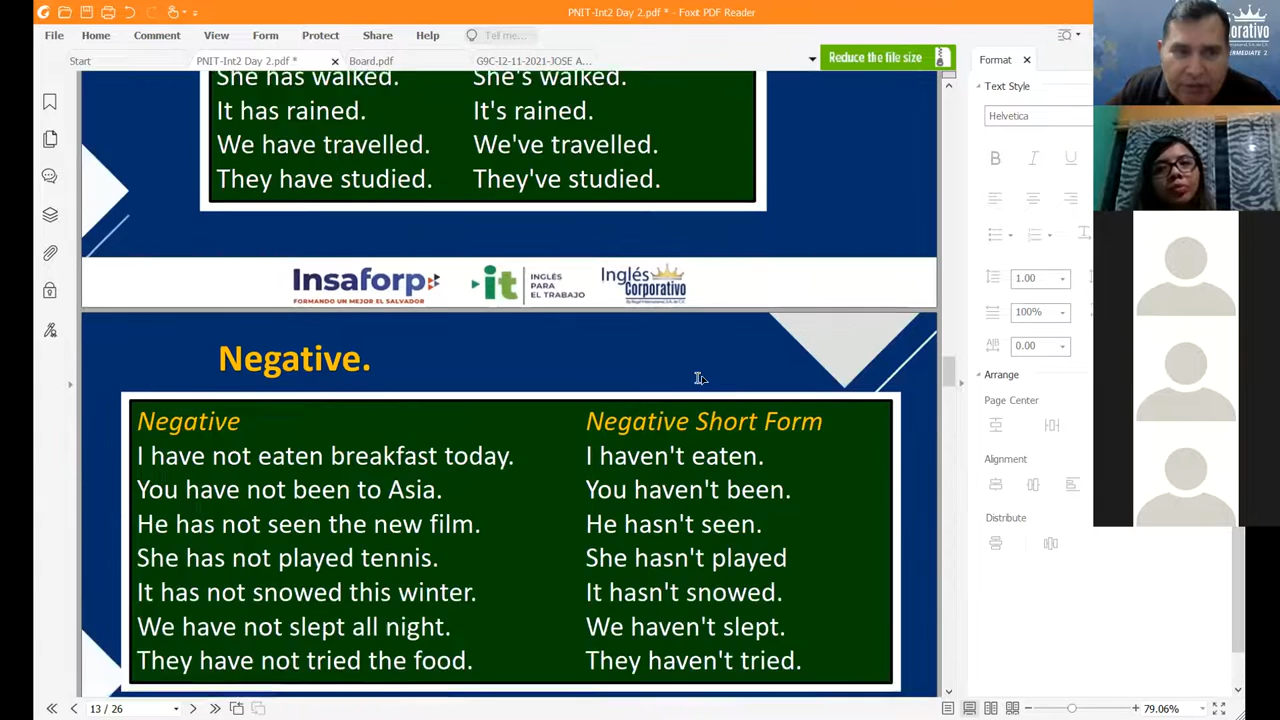 PNIT-Int2 Day 2.pdf * - Foxit PDF Reader
File Home Comment View Form Protect Share Help Tell me...
Start PNIT-Int2 Day 2.pdf * Board.pdf G9C-I2-11-2021-JOSE A...
Reduce the file size
She has walked. She's walked.
It has rained. It's rained.
We have travelled. We've travelled.
They have studied. They've studied.
Insaforp
FORMANDO UN MEJOR EL SALVADOR
it
INGLÉS
PARA
EL TRABAJO
Inglés
Corporativo
Negative.
Negative Negative Short Form
I have not eaten breakfast today. I haven't eaten.
You have not been to Asia. You haven't been.
He has not seen the new film. He hasn't seen.
She has not played tennis. She hasn't played
It has not snowed this winter. It hasn't snowed.
We have not slept all night. We haven't slept.
They have not tried the food. They haven't tried.
13 / 26
79.06%
Format
Text Style
Helvetica
B I U
1.00
100%
0.00
Arrange
Page Center
Alignment
Distribute
Inglés
orporativo